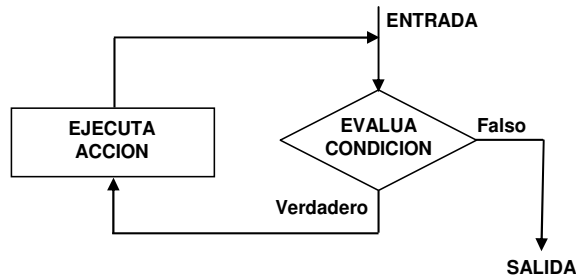 ENTRADA
EJECUTA
ACCION
EVALUA
CONDICION
Falso
Verdadero
SALIDA